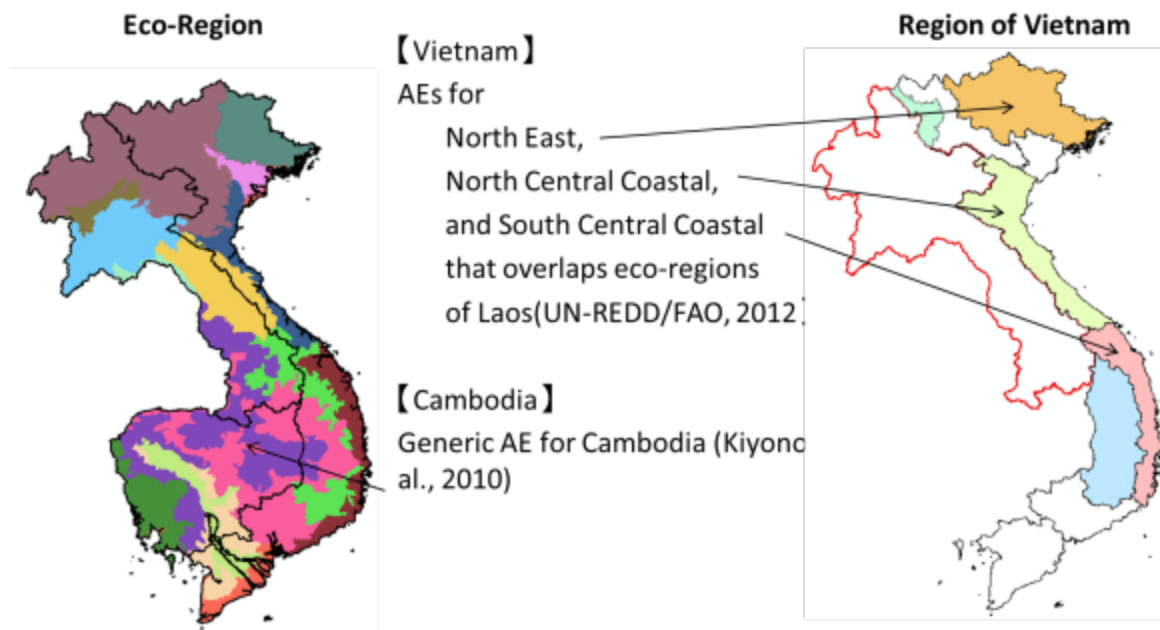 Eco-Region
【Vietnam】
AEs for
North East,
North Central Coastal,
and South Central Coastal
that overlaps eco-regions
of Laos(UN-REDD/FAO, 2012
【Cambodia】
Generic AE for Cambodia (Kiyono
al., 2010)
Region of Vietnam